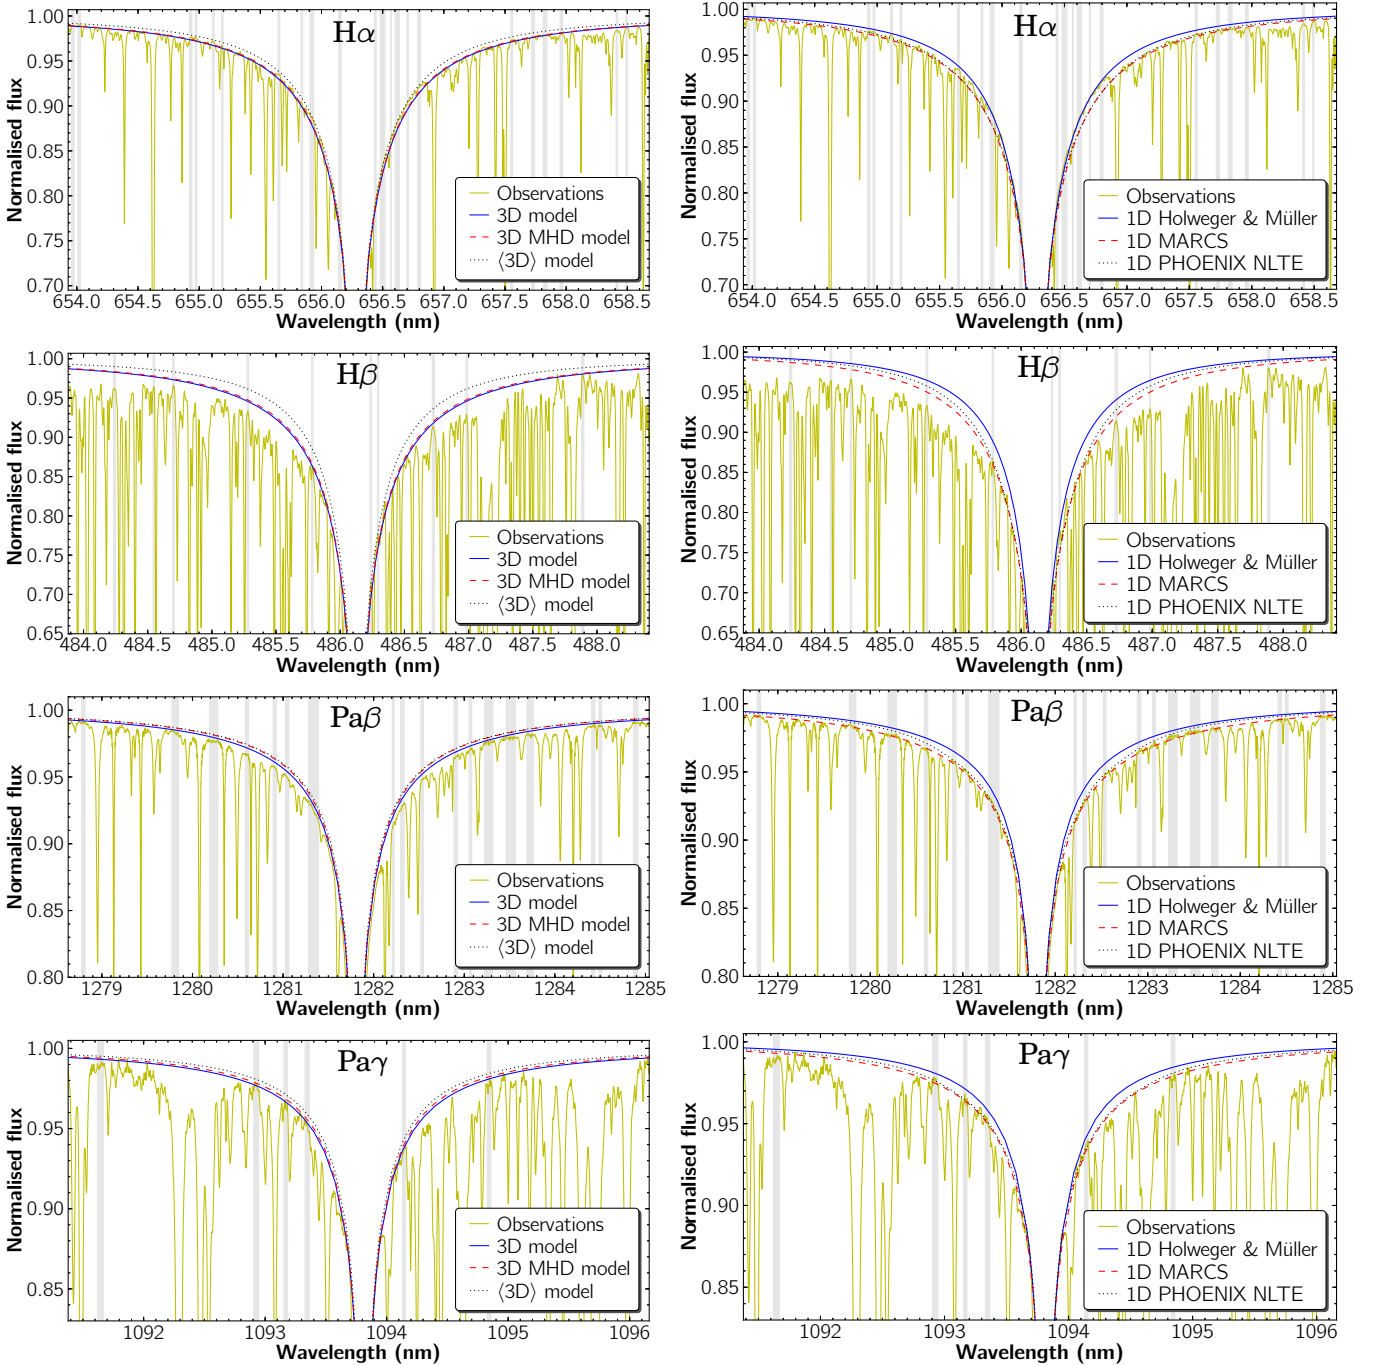 Hα
Normalised flux
1.00
0.95
0.90
0.85
0.80
0.75
0.70
Observations
3D model
3D MHD model
⟨3D⟩ model
654.0 654.5 655.0 655.5 656.0 656.5 657.0 657.5 658.0 658.5
Wavelength (nm)
Hα
Normalised flux
1.00
0.95
0.90
0.85
0.80
0.75
0.70
Observations
1D Holweger & Müller
1D MARCS
1D PHOENIX NLTE
654.0 654.5 655.0 655.5 656.0 656.5 657.0 657.5 658.0 658.5
Wavelength (nm)
Hβ
Normalised flux
1.00
0.95
0.90
0.85
0.80
0.75
0.70
0.65
Observations
3D model
3D MHD model
⟨3D⟩ model
484.0 484.5 485.0 485.5 486.0 486.5 487.0 487.5 488.0
Wavelength (nm)
Hβ
Normalised flux
1.00
0.95
0.90
0.85
0.80
0.75
0.70
0.65
Observations
1D Holweger & Müller
1D MARCS
1D PHOENIX NLTE
484.0 484.5 485.0 485.5 486.0 486.5 487.0 487.5 488.0
Wavelength (nm)
Paβ
Normalised flux
1.00
0.95
0.90
0.85
0.80
Observations
3D model
3D MHD model
⟨3D⟩ model
1279 1280 1281 1282 1283 1284 1285
Wavelength (nm)
Paβ
Normalised flux
1.00
0.95
0.90
0.85
0.80
Observations
1D Holweger & Müller
1D MARCS
1D PHOENIX NLTE
1279 1280 1281 1282 1283 1284 1285
Wavelength (nm)
Paγ
Normalised flux
1.00
0.95
0.90
0.85
Observations
3D model
3D MHD model
⟨3D⟩ model
1092 1093 1094 1095 1096
Wavelength (nm)
Paγ
Normalised flux
1.00
0.95
0.90
0.85
Observations
1D Holweger & Müller
1D MARCS
1D PHOENIX NLTE
1092 1093 1094 1095 1096
Wavelength (nm)